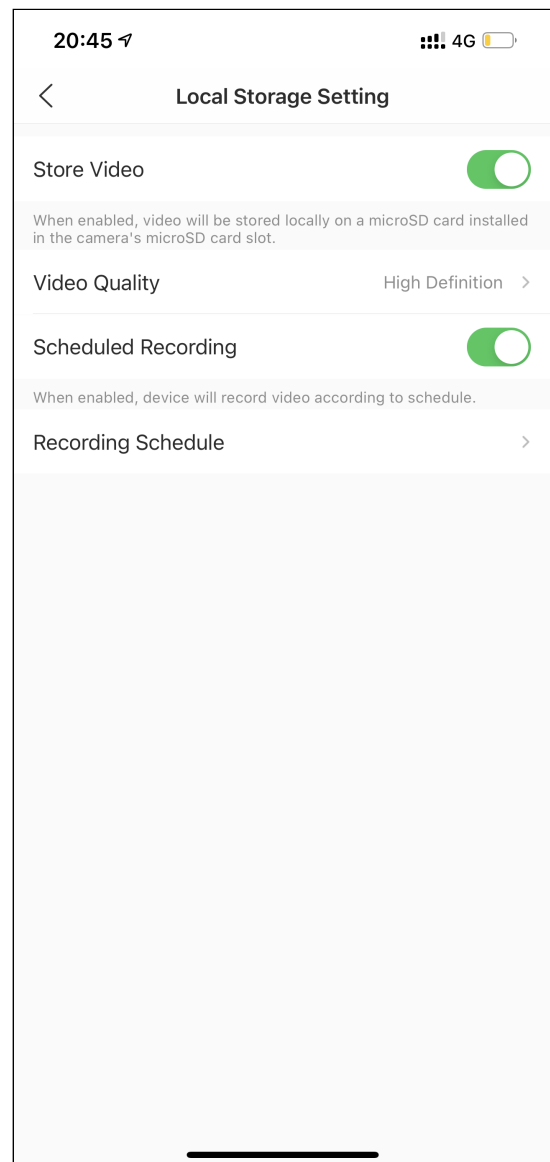 20:45
4G
Local Storage Setting
Store Video
When enabled, video will be stored locally on a microSD card installed
in the camera's microSD card slot.
Video Quality
High Definition
Scheduled Recording
When enabled, device will record video according to schedule.
Recording Schedule